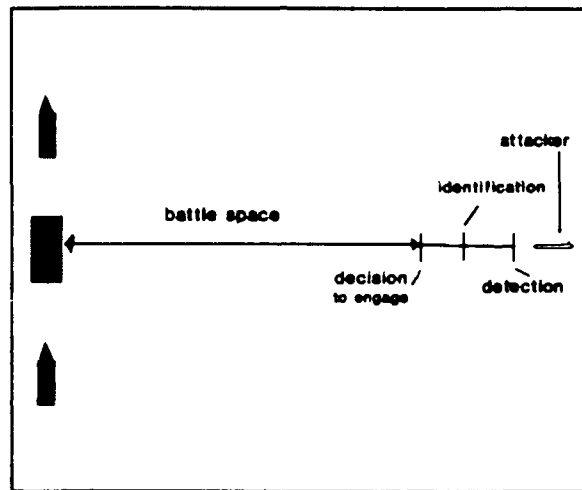 attacker
identification
battle space
decision
to engage
detection